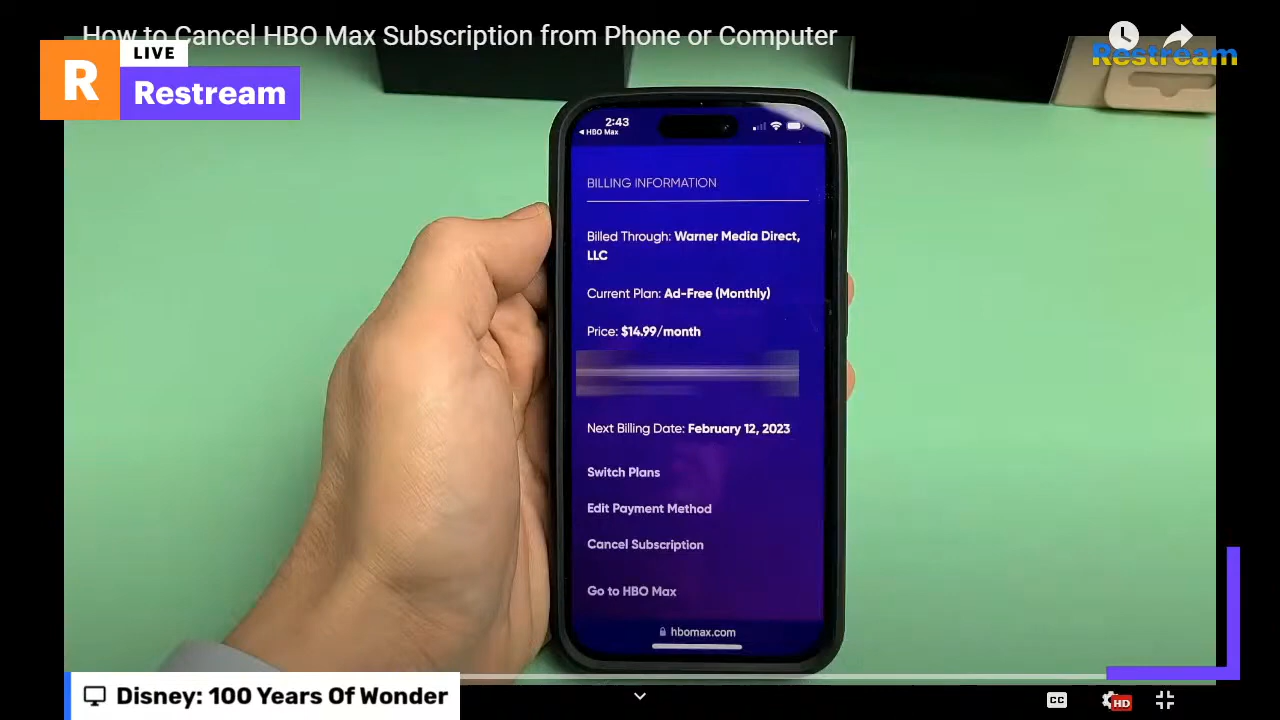 How to Cancel HBO Max Subscription from Phone or Computer
LIVE
R
Restream
Restream
2:43
HBO Max
BILLING INFORMATION
Billed Through: Warner Media Direct,
LLC
Current Plan: Ad-Free (Monthly)
Price: $14.99/month
Next Billing Date: February 12, 2023
Switch Plans
Edit Payment Method
Cancel Subscription
Go to HBO Max
hbomax.com
Disney: 100 Years Of Wonder
CC
HD